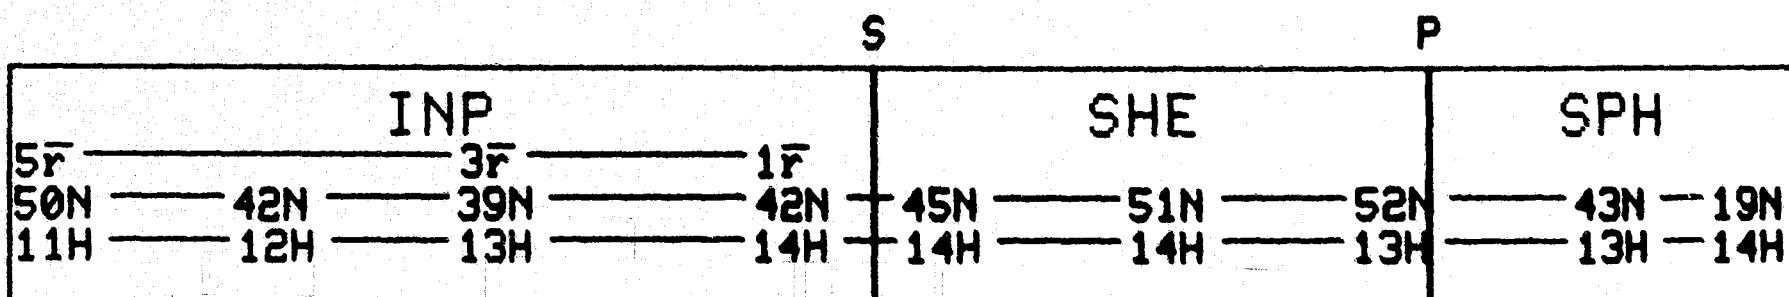 S P
INP SHE SPH
5r̅ 3r̅ 1r̅
50N 42N 39N 42N 45N 51N 52N 43N 19N
11H 12H 13H 14H 14H 14H 13H 13H 14H